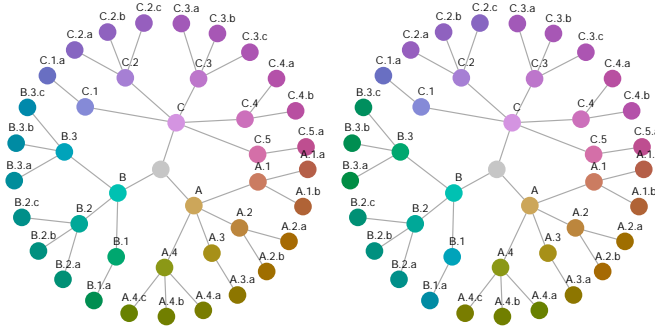 C.2.c C.3.a
C.2.b C.3.b
C.2.a C.3.c
C.1.a C.2 C.3 C.4.a
B.3.c C.1 C C.4 C.4.b
B.3.b B.3 C.5 C.5.a
B.3.a B A.1 A.1.a
A A.1.b
B.2.c B.2 A.2
B.2.b B.1 A.4 A.3 A.2.a
B.2.a A.2.b
B.1.a A.4.c A.4.b A.4.a A.3.a
C.2.c C.3.a
C.2.b C.3.b
C.2.a C.3.c
C.1.a C.2 C.3 C.4.a
B.3.c C.1 C C.4 C.4.b
B.3.b B.3 C.5 C.5.a
B.3.a B A.1 A.1.a
A A.1.b
B.2.c B.2 A.2
B.2.b B.1 A.4 A.3 A.2.a
B.2.a A.2.b
B.1.a A.4.c A.4.b A.4.a A.3.a